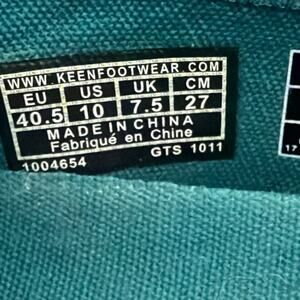 WWW.KEENFOOTWEAR.COM
EU US UK CM
40.5 10 7.5 27
MADE IN CHINA
Fabriqué en Chine
1004654 GTS 1011
17